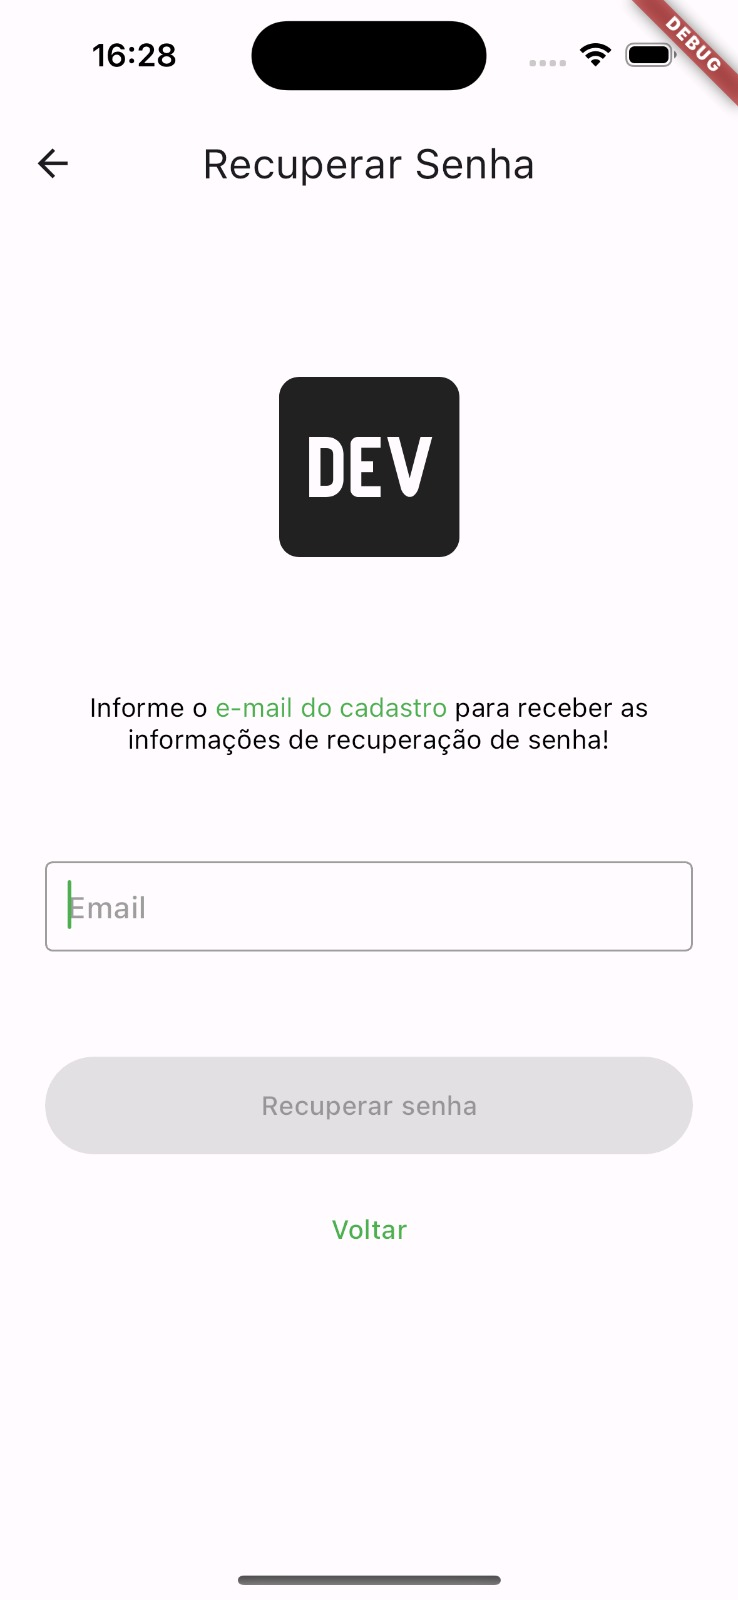 16:28
DEBUG
Recuperar Senha
DEV
Informe o e-mail do cadastro para receber as
informações de recuperação de senha!
Email
Recuperar senha
Voltar